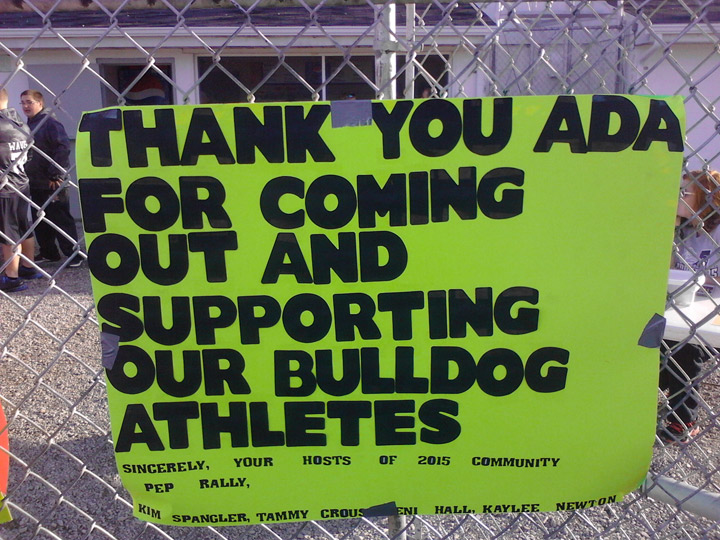 THANK YOU ADA
FOR COMING
OUT AND
SUPPORTING
OUR BULLDOG
ATHLETES
SINCERELY, YOUR HOSTS OF 2015 COMMUNITY
PEP RALLY,
KIM SPANGLER, TAMMY HALL, KAYLEE NEWTON